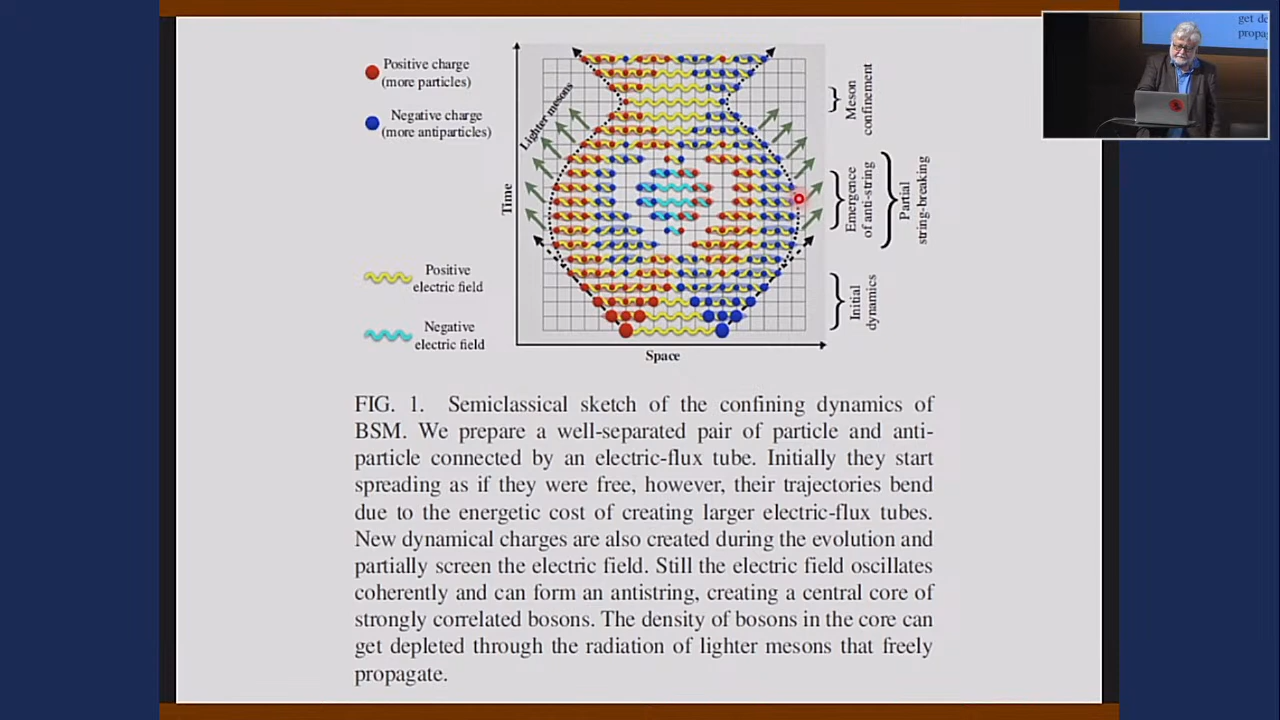 Positive charge
(more particles)
Negative charge
(more antiparticles)
Positive
electric field
Negative
electric field
Time
Space
Lighter mesons
Meson
confinement
Emergence
of anti-string
Partial
string-breaking
Initial
dynamics
FIG. 1. Semiclassical sketch of the confining dynamics of
BSM. We prepare a well-separated pair of particle and anti-
particle connected by an electric-flux tube. Initially they start
spreading as if they were free, however, their trajectories bend
due to the energetic cost of creating larger electric-flux tubes.
New dynamical charges are also created during the evolution and
partially screen the electric field. Still the electric field oscillates
coherently and can form an antistring, creating a central core of
strongly correlated bosons. The density of bosons in the core can
get depleted through the radiation of lighter mesons that freely
propagate.
get de
propag